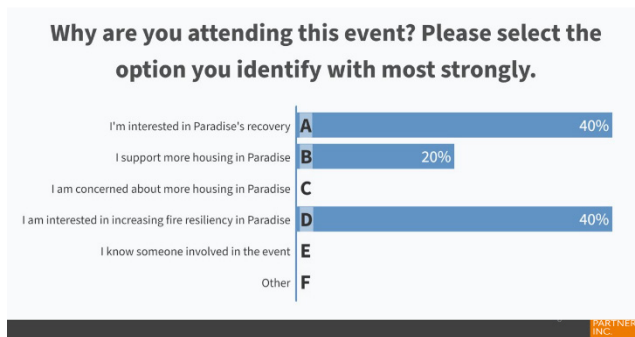 Why are you attending this event? Please select the
option you identify with most strongly.
I'm interested in Paradise's recovery A 40%
I support more housing in Paradise B 20%
I am concerned about more housing in Paradise C
I am interested in increasing fire resiliency in Paradise D 40%
I know someone involved in the event E
Other F
PARTNER
INC.